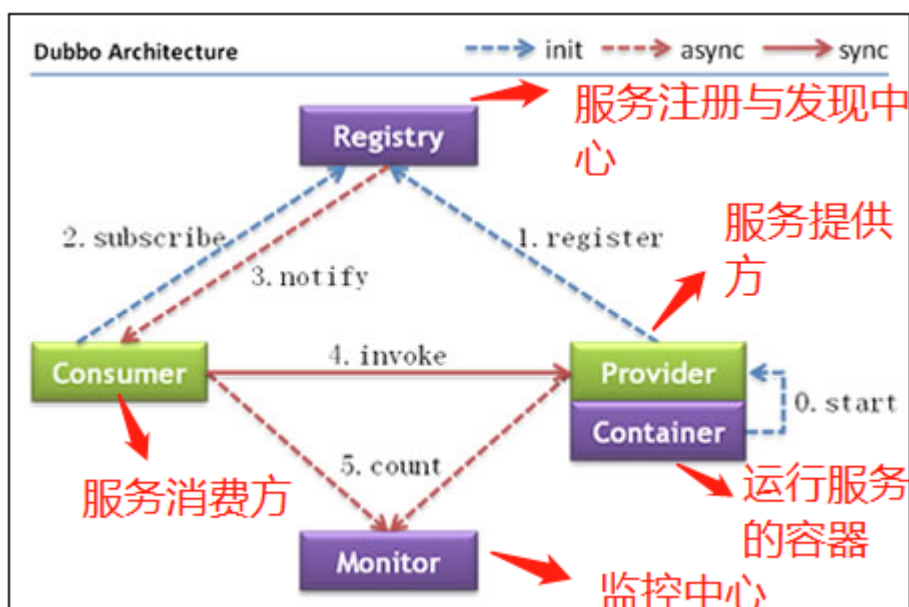 Dubbo Architecture
init
async
sync
Registry
服务注册与发现中
心
2. subscribe
1. register
服务提供
方
3. notify
Consumer
4. invoke
Provider
0. start
Container
5. count
服务消费方
运行服务
的容器
Monitor
监控中心